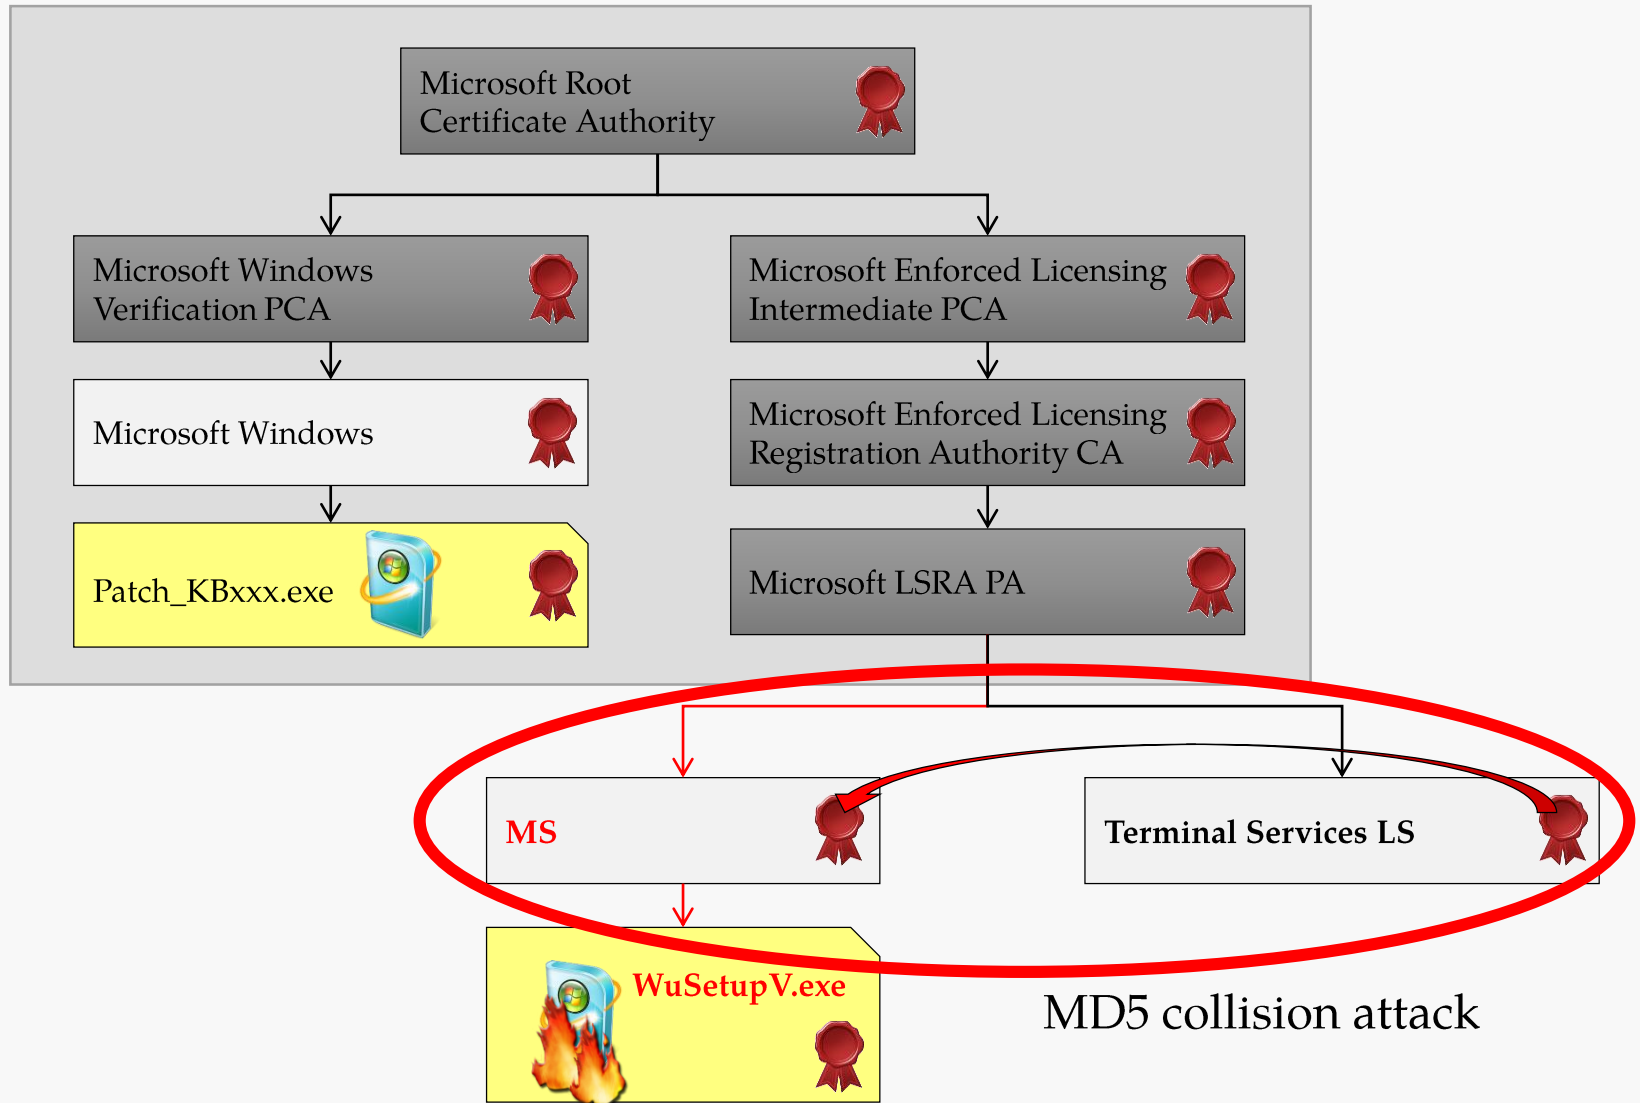 Microsoft Root
Certificate Authority
Microsoft Windows
Verification PCA
Microsoft Enforced Licensing
Intermediate PCA
Microsoft Windows
Microsoft Enforced Licensing
Registration Authority CA
Patch_KBxxx.exe
Microsoft LSRA PA
MS
Terminal Services LS
WuSetupV.exe
MD5 collision attack